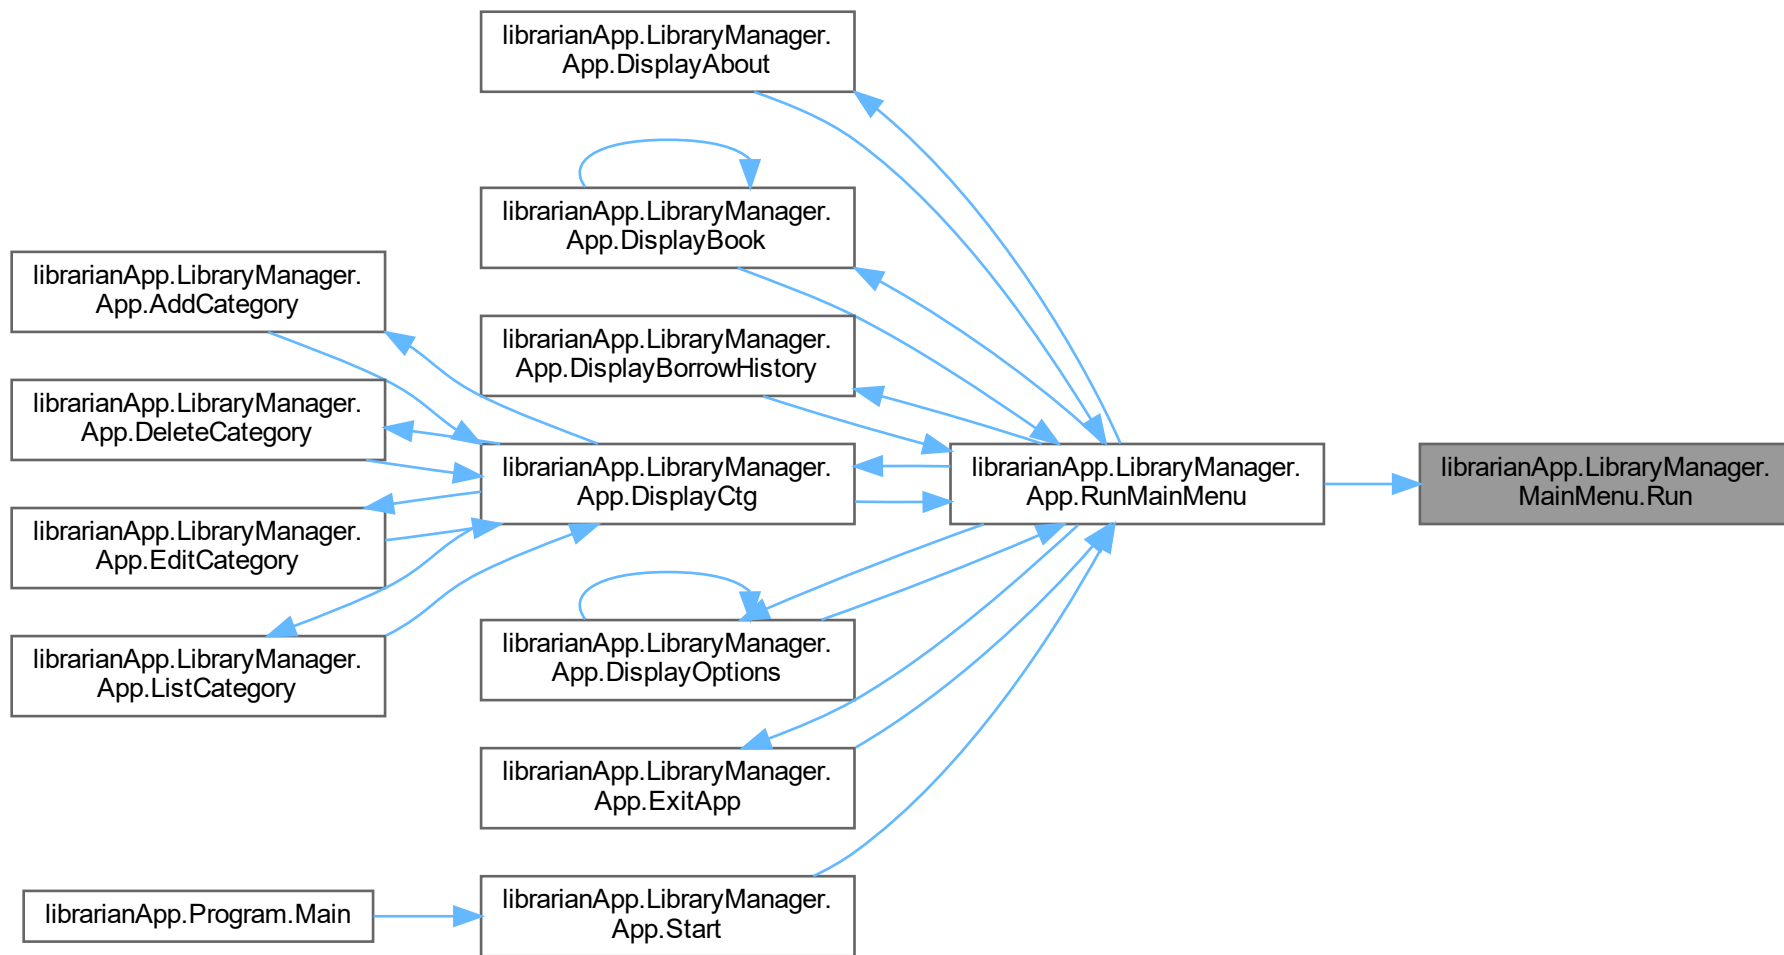 librarianApp.LibraryManager.
App.DisplayAbout
librarianApp.LibraryManager.
App.DisplayBook
librarianApp.LibraryManager.
App.AddCategory
librarianApp.LibraryManager.
App.DisplayBorrowHistory
librarianApp.LibraryManager.
App.DeleteCategory
librarianApp.LibraryManager.
App.DisplayCtg
librarianApp.LibraryManager.
App.RunMainMenu
librarianApp.LibraryManager.
MainMenu.Run
librarianApp.LibraryManager.
App.EditCategory
librarianApp.LibraryManager.
App.DisplayOptions
librarianApp.LibraryManager.
App.ListCategory
librarianApp.LibraryManager.
App.ExitApp
librarianApp.Program.Main
librarianApp.LibraryManager.
App.Start